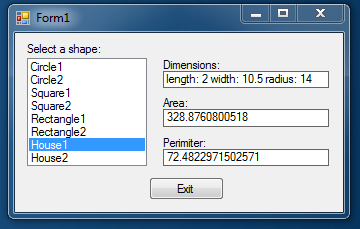 Form1
Select a shape:
Circle1
Circle2
Square1
Square2
Rectangle1
Rectangle2
House1
House2
Dimensions:
length: 2 width: 10.5 radius: 14
Area:
328.8760800518
Perimiter:
72.4822971502571
Exit